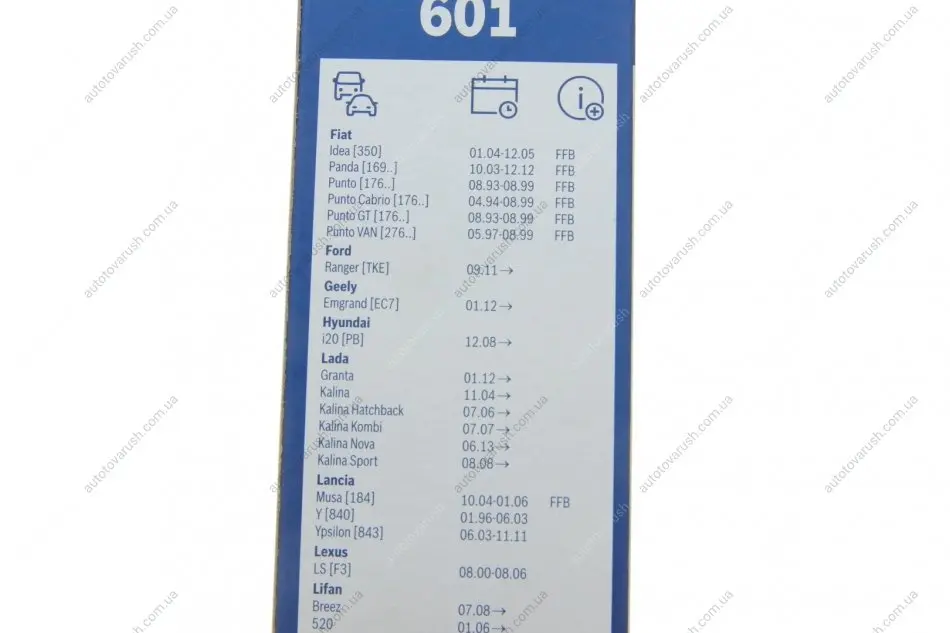 601
Fiat
Idea [350] 01.04-12.05 FFB
Panda [169..] 10.03-12.12 FFB
Punto [176..] 08.93-08.99 FFB
Punto Cabrio [176..] 04.94-08.99 FFB
Punto GT [176..] 08.93-08.99 FFB
Punto VAN [276..] 05.97-08.99 FFB
Ford
Ranger [TKE] 09.11→
Geely
Emgrand [EC7] 01.12→
Hyundai
i20 [PB] 12.08→
Lada
Granta 01.12→
Kalina 11.04→
Kalina Hatchback 07.06→
Kalina Kombi 07.07→
Kalina Nova 06.13→
Kalina Sport 08.08→
Lancia
Musa [184] 10.04-01.06 FFB
Y [840] 01.96-06.03
Ypsilon [843] 06.03-11.11
Lexus
LS [F3] 08.00-08.06
Lifan
Breez 07.08→
520 01.06→
autotovarush.com.ua